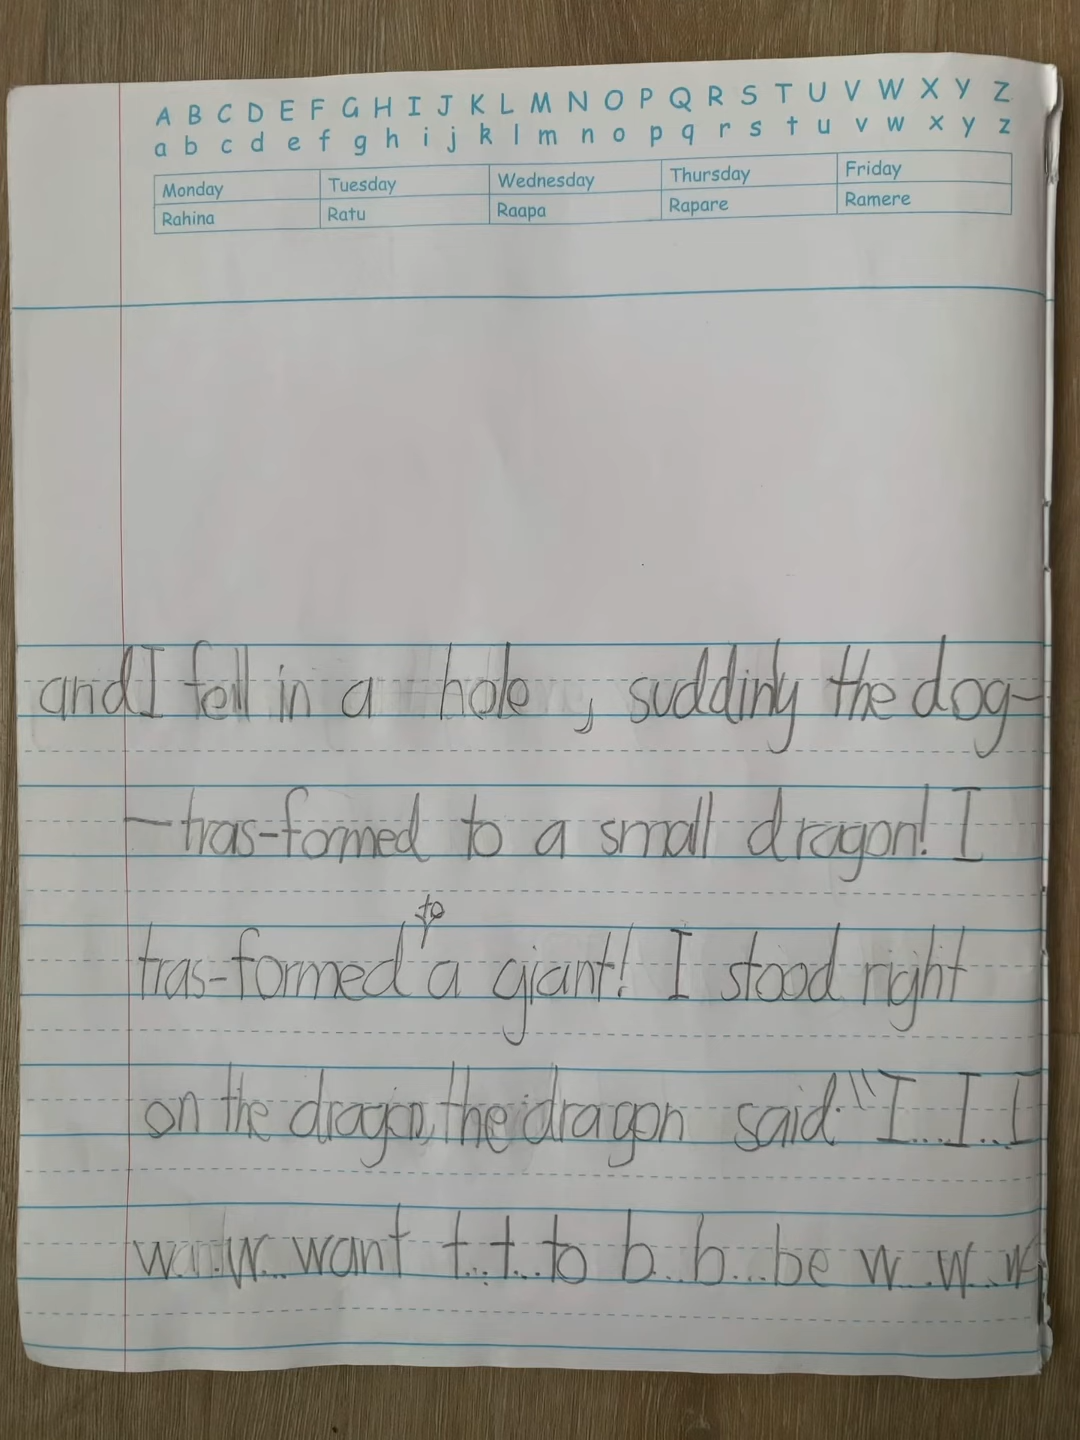 A B C D E F G H I J K L M N O P Q R S T U V W X Y Z
a b c d e f g h i j k l m n o p q r s t u v w x y z
Monday Tuesday Wednesday Thursday Friday
Rahina Ratu Raapa Rapare Ramere
and I fell in a hole, suddinly the dog-
-tras-formed to a small dragon! I
to
tras-formed a giant! I stood right
on the dragon, the dragon said "I...I..I
w..w...want t..t..to b..b...be w..w..w